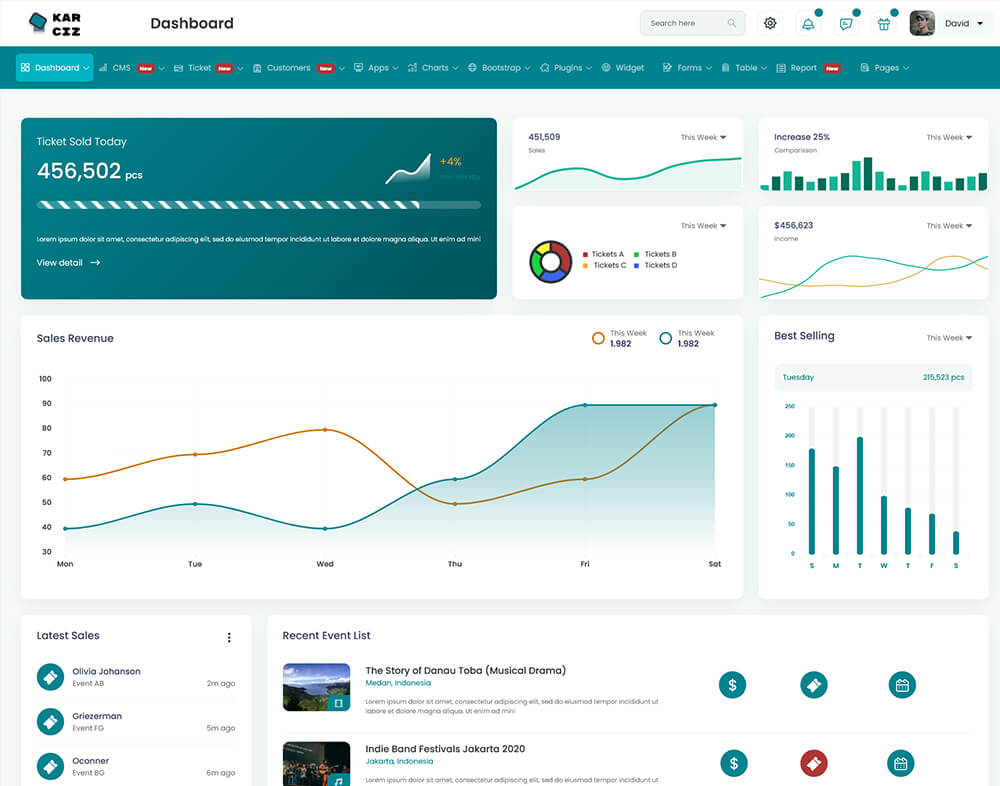 KAR
CIZ
Dashboard
Search here
David
Dashboard
CMS New
Ticket New
Customers New
Apps
Charts
Bootstrap
Plugins
Widget
Forms
Table
Report New
Pages
Ticket Sold Today
456,502 pcs
+4%
Lorem ipsum dolor sit amet, consectetur adipiscing elit, sed do eiusmod tempor incididunt ut labore et dolore magna aliqua. Ut enim ad mini
View detail
451,509
Sales
This Week
Increase 25%
Comparisson
This Week
This Week
Tickets A
Tickets B
Tickets C
Tickets D
$456,623
Income
This Week
Sales Revenue
This Week
1.982
This Week
1.982
100
90
80
70
60
50
40
30
Mon
Tue
Wed
Thu
Fri
Sat
Best Selling
This Week
Tuesday
215,523 pcs
250
200
150
100
50
0
S
M
T
W
T
F
S
Latest Sales
Olivia Johanson
Event AB
2m ago
Griezerman
Event FG
5m ago
Oconner
Event BG
6m ago
Recent Event List
The Story of Danau Toba (Musical Drama)
Medan, Indonesia
Lorem ipsum dolor sit amet, consectetur adipiscing elit, sed do eiusmod tempor incididunt ut
labore et dolore magna aliqua. Ut enim ad mini
$
Indie Band Festivals Jakarta 2020
Jakarta, Indonesia
Lorem ipsum dolor sit amet, consectetur adipiscing elit, sed do eiusmod tempor incididunt ut
$